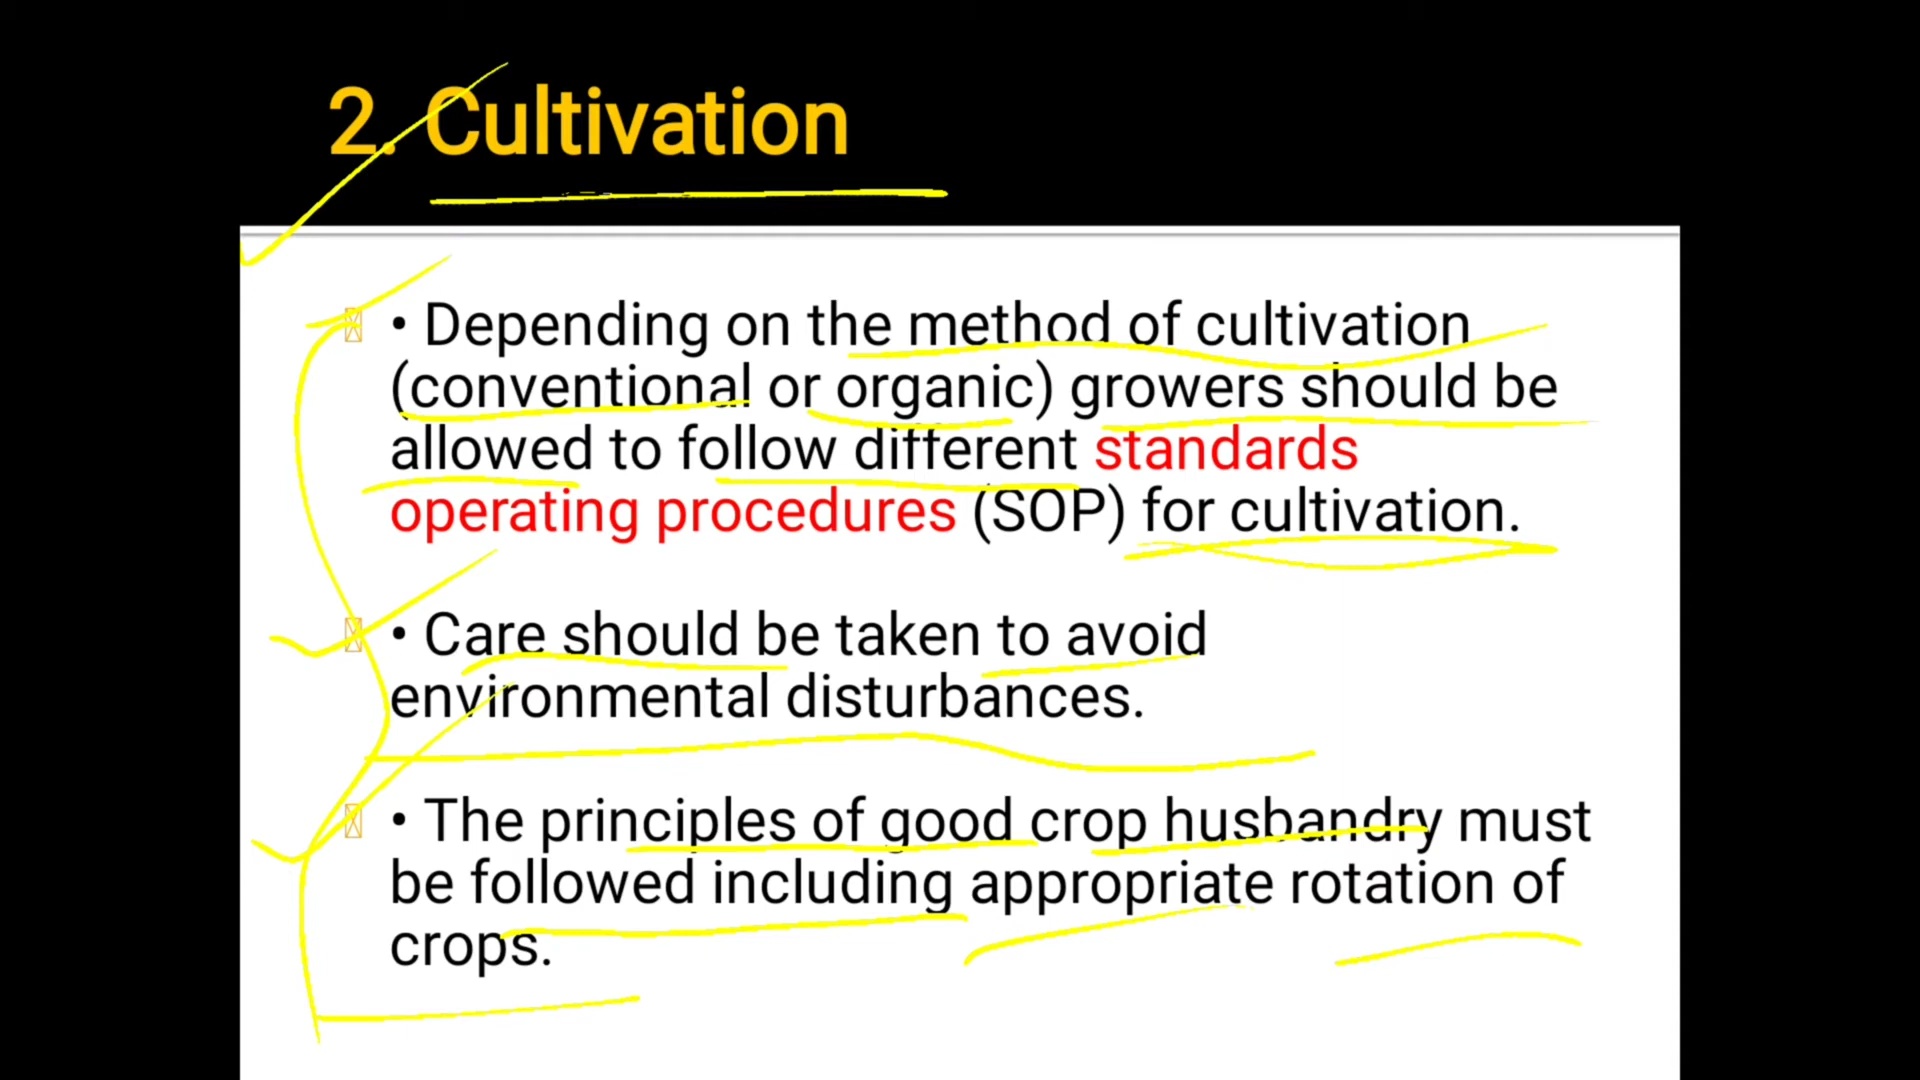 2. Cultivation
• Depending on the method of cultivation
(conventional or organic) growers should be
allowed to follow different standards
operating procedures (SOP) for cultivation.
• Care should be taken to avoid
environmental disturbances.
• The principles of good crop husbandry must
be followed including appropriate rotation of
crops.